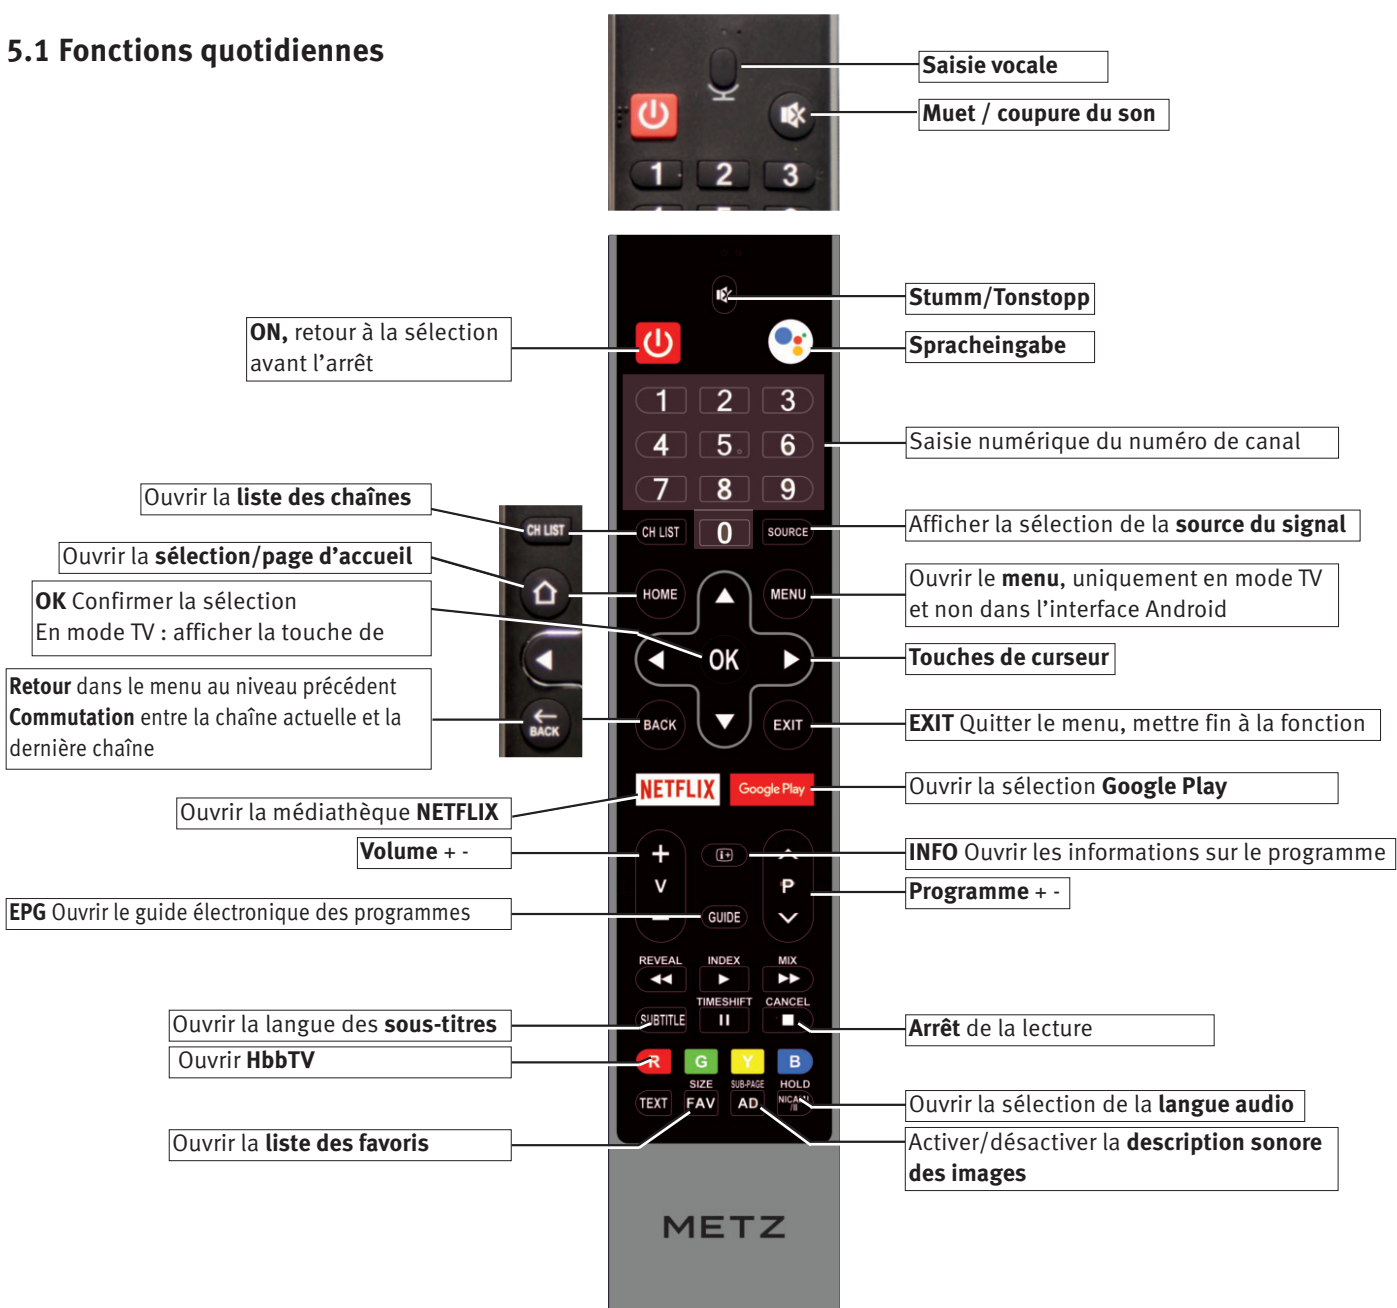 5.1 Fonctions quotidiennes
Saisie vocale
Muet / coupure du son
1 2 3
Stumm/Tonstopp
ON, retour à la sélection
avant l'arrêt
Spracheingabe
1 2 3
4 5 6
Saisie numérique du numéro de canal
7 8 9
Ouvrir la liste des chaînes
CH LIST
CH LIST 0 SOURCE
Afficher la sélection de la source du signal
Ouvrir la sélection/page d'accueil
HOME MENU
Ouvrir le menu, uniquement en mode TV
et non dans l'interface Android
OK Confirmer la sélection
En mode TV : afficher la touche de
OK
Touches de curseur
Retour dans le menu au niveau précédent
Commutation entre la chaîne actuelle et la
dernière chaîne
BACK
BACK EXIT
EXIT Quitter le menu, mettre fin à la fonction
NETFLIX Google Play
Ouvrir la sélection Google Play
Ouvrir la médiathèque NETFLIX
Volume + -
+ i+
INFO Ouvrir les informations sur le programme
V P
Programme + -
EPG Ouvrir le guide électronique des programmes
- GUIDE
REVEAL INDEX MIX
TIMESHIFT CANCEL
Ouvrir la langue des sous-titres
SUBTITLE
Arrêt de la lecture
Ouvrir HbbTV
R G Y B
SIZE SUB-PAGE HOLD
TEXT FAV AD NICAM/
/II
Ouvrir la sélection de la langue audio
Ouvrir la liste des favoris
Activer/désactiver la description sonore
des images
METZ